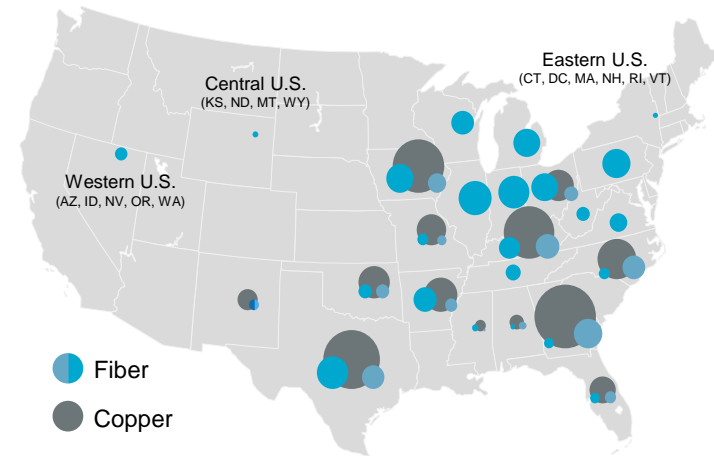 Eastern U.S.
(CT, DC, MA, NH, RI, VT)
Central U.S.
(KS, ND, MT, WY)
Western U.S.
(AZ, ID, NV, OR, WA)
Fiber
Copper